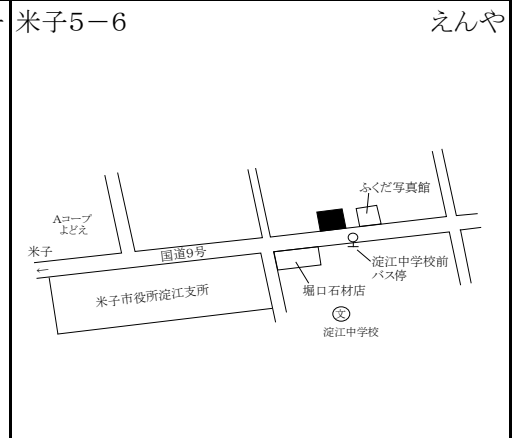 米子5－6
えんや
ふくだ写真館
Aコープ
よどえ
米子
←
国道9号
淀江中学校前
バス停
米子市役所淀江支所
堀口石材店
文
淀江中学校